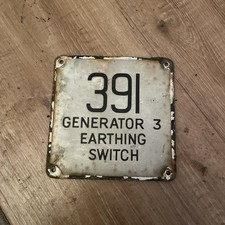 391
GENERATOR 3
EARTHING
SWITCH